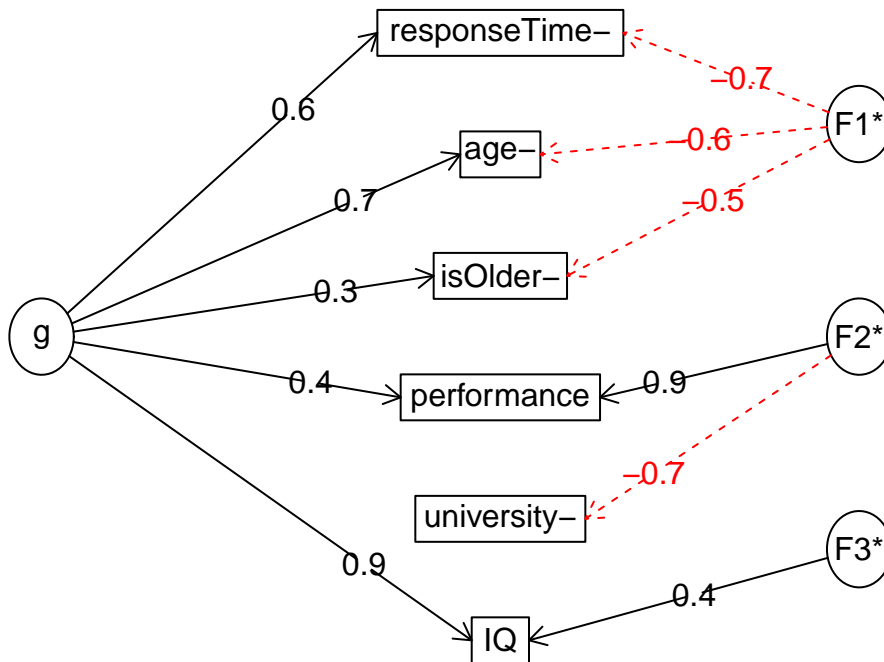 responseTime−
−0.7
0.6
F1*
age−
−0.6
0.7
−0.5
isOlder−
0.3
g
F2*
0.4
performance
0.9
−0.7
university−
F3*
0.9
0.4
IQ